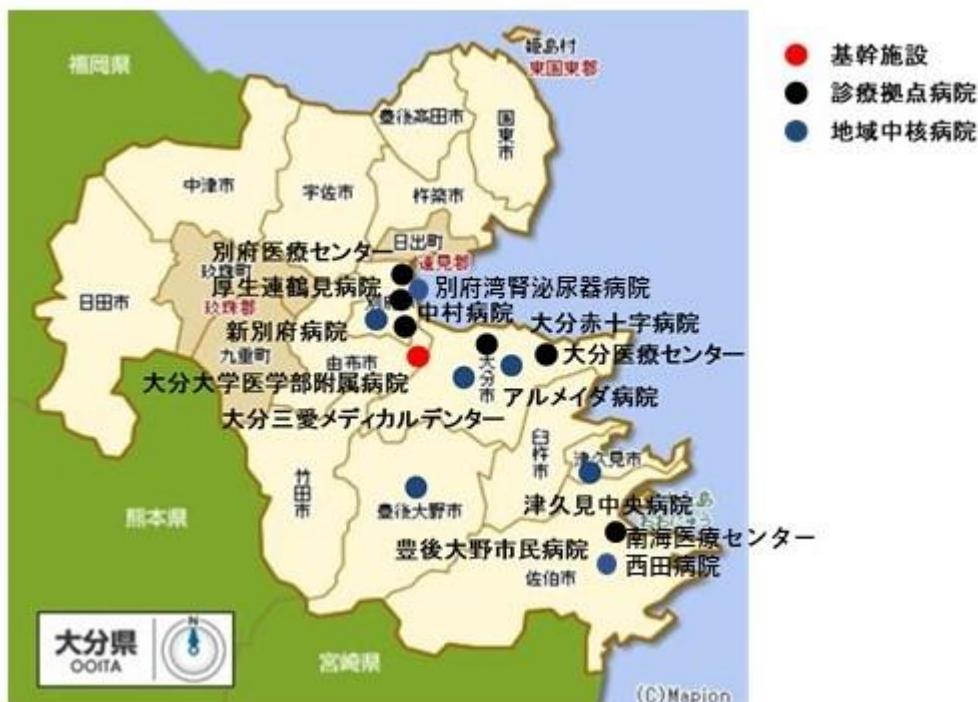 福岡県
姫島村
東国東郡
豊後高田市
国東市
中津市
宇佐市
杵築市
日出町
速見郡
別府医療センター
玖珠町
厚生連鶴見病院
別府湾腎泌尿器病院
日田市
玖珠郡
中村病院
新別府病院
大分赤十字病院
九重町
由布市
大分医療センター
大分市
大分大学医学部附属病院
アルメイダ病院
大分三愛メディカルデンター
臼杵市
津久見市
竹田市
豊後大野市
津久見中央病院
熊本県
南海医療センター
豊後大野市民病院
西田病院
佐伯市
大分県
OOITA
N
宮崎県
(C)Mapion
基幹施設
診療拠点病院
地域中核病院